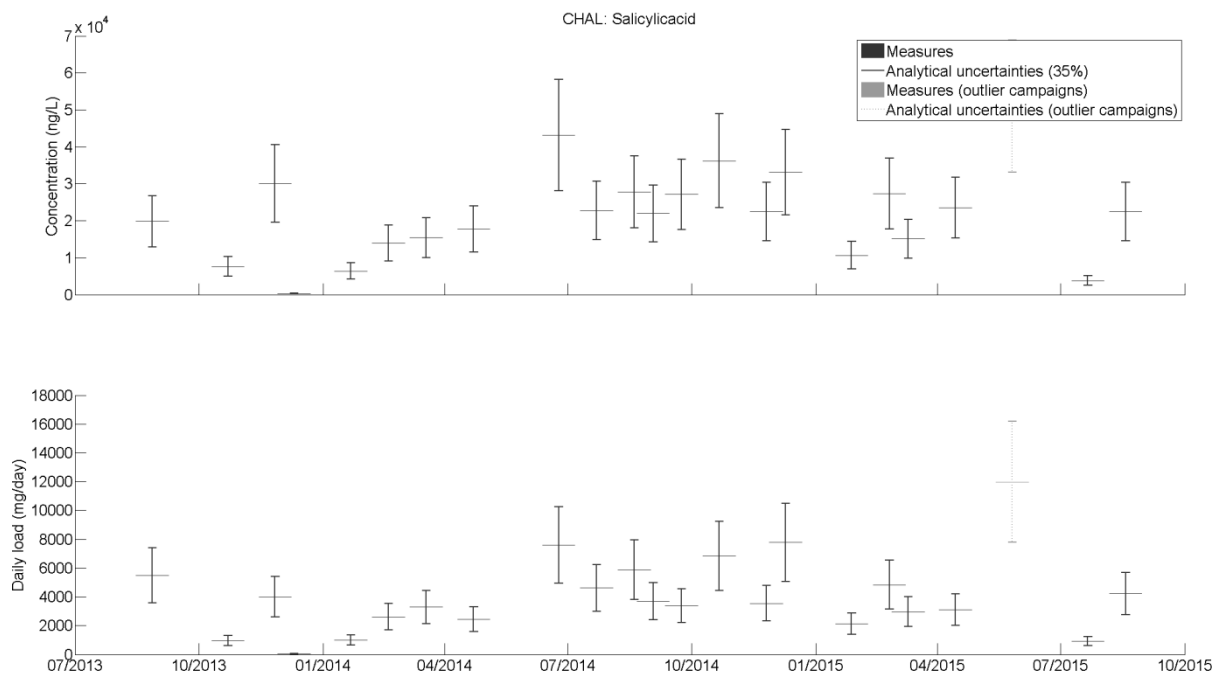 CHAL: Salicylicacid
7 x 10^4
6
5
4
3
2
1
0
Concentration (ng/L)
Measures
Analytical uncertainties (35%)
Measures (outlier campaigns)
Analytical uncertainties (outlier campaigns)
18000
16000
14000
12000
10000
8000
6000
4000
2000
0
Daily load (mg/day)
07/2013 10/2013 01/2014 04/2014 07/2014 10/2014 01/2015 04/2015 07/2015 10/2015